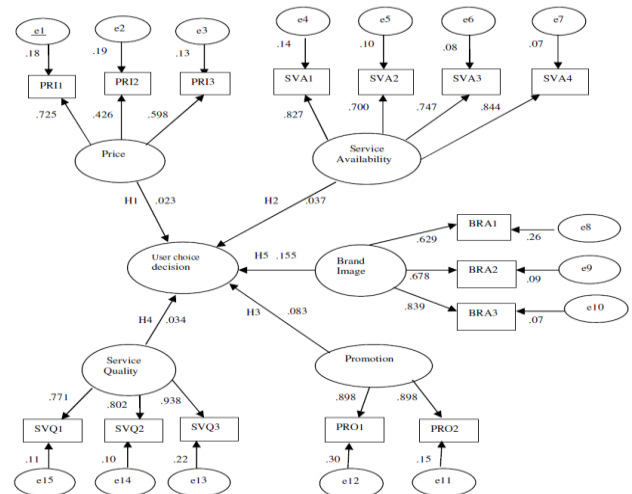 e1 e2 e3 e4 e5 e6 e7
.18 .19 .13 .14 .10 .08 .07
PRI1 PRI2 PRI3 SVA1 SVA2 SVA3 SVA4
.725 .426 .598 .827 .700 .747 .844
Price
Service
Availability
H1 .023
H2 .037
BRA1
e8
.629
.26
User choice
decision
H5 .155
Brand
Image
BRA2
e9
.678
.09
.839
BRA3
e10
.07
H4 .034
H3 .083
Service
Quality
Promotion
.771 .802 .938 .898 .898
SVQ1 SVQ2 SVQ3 PRO1 PRO2
.11 .10 .22 .30 .15
e15 e14 e13 e12 e11